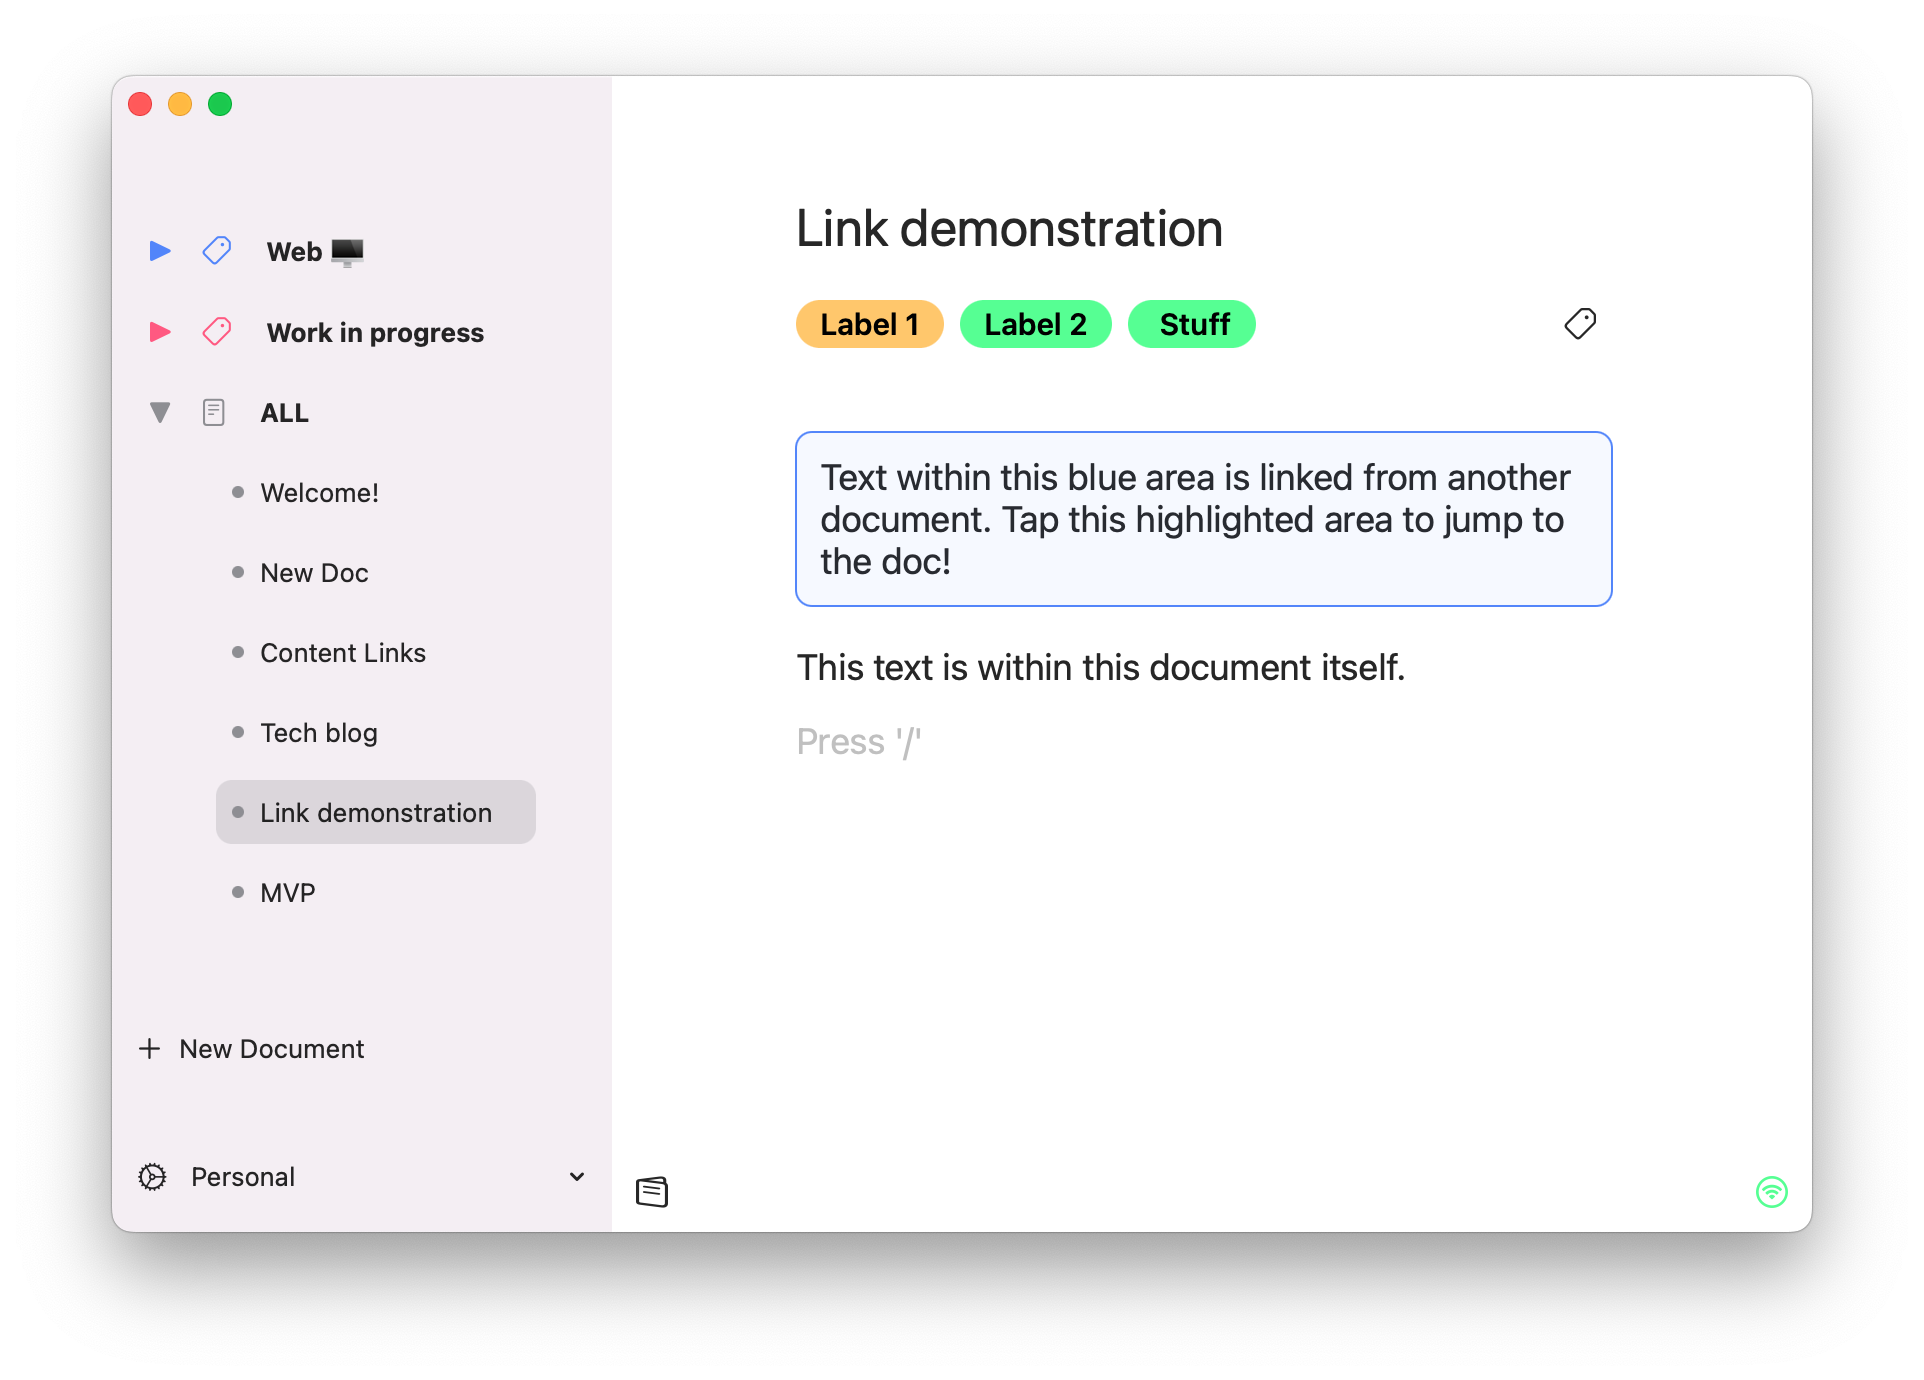 Web 🖥️
Work in progress
ALL
Welcome!
New Doc
Content Links
Tech blog
Link demonstration
MVP
New Document
Personal
Link demonstration
Label 1 Label 2 Stuff
Text within this blue area is linked from another
document. Tap this highlighted area to jump to
the doc!
This text is within this document itself.
Press '/'